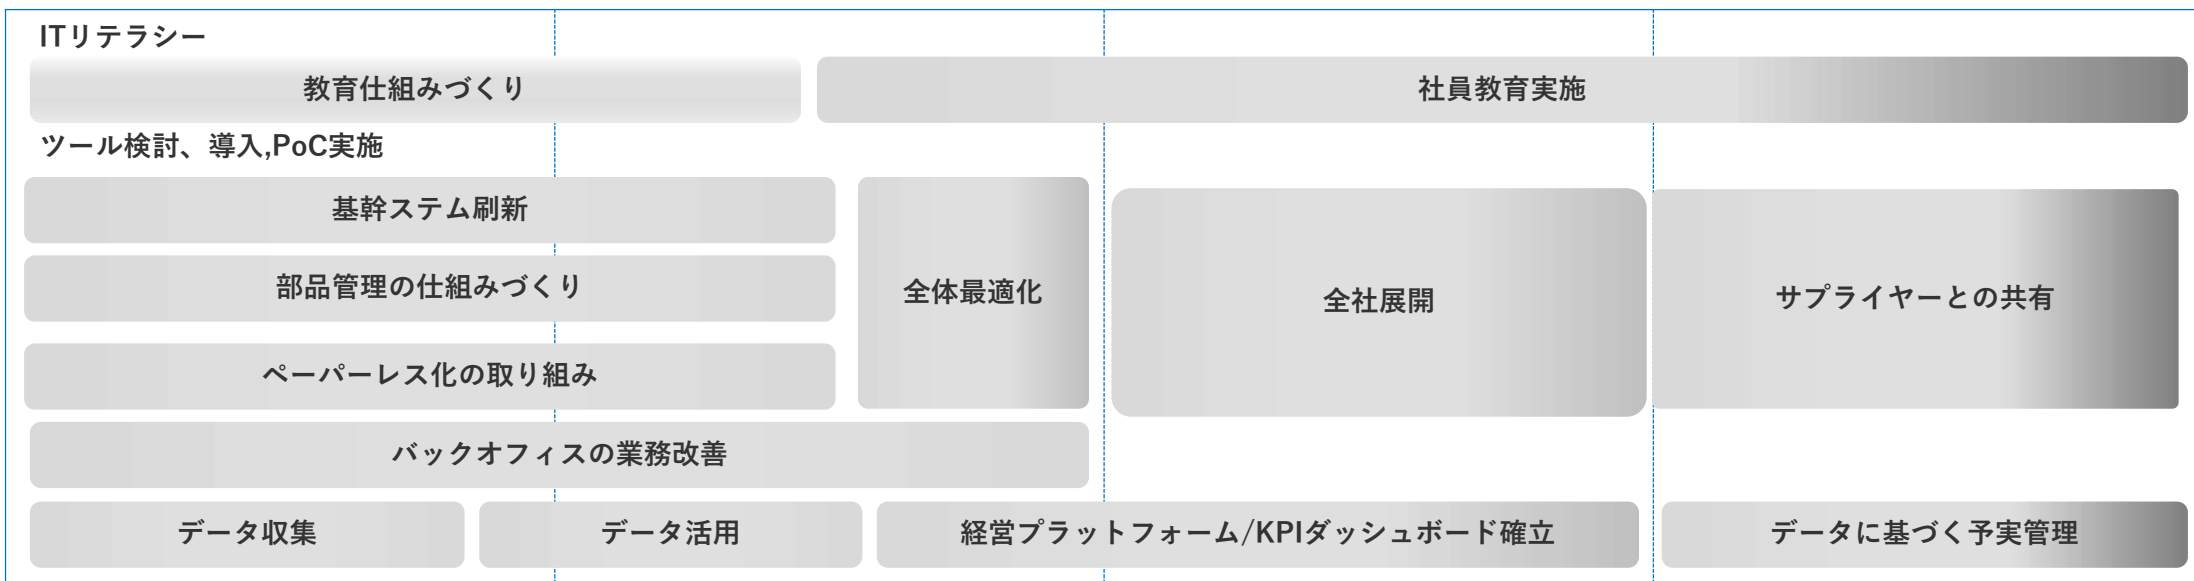 ITリテラシー
教育仕組みづくり
社員教育実施
ツール検討、導入,PoC実施
基幹ステム刷新
部品管理の仕組みづくり
ペーパーレス化の取り組み
全体最適化
全社展開
サプライヤーとの共有
バックオフィスの業務改善
データ収集
データ活用
経営プラットフォーム/KPIダッシュボード確立
データに基づく予実管理